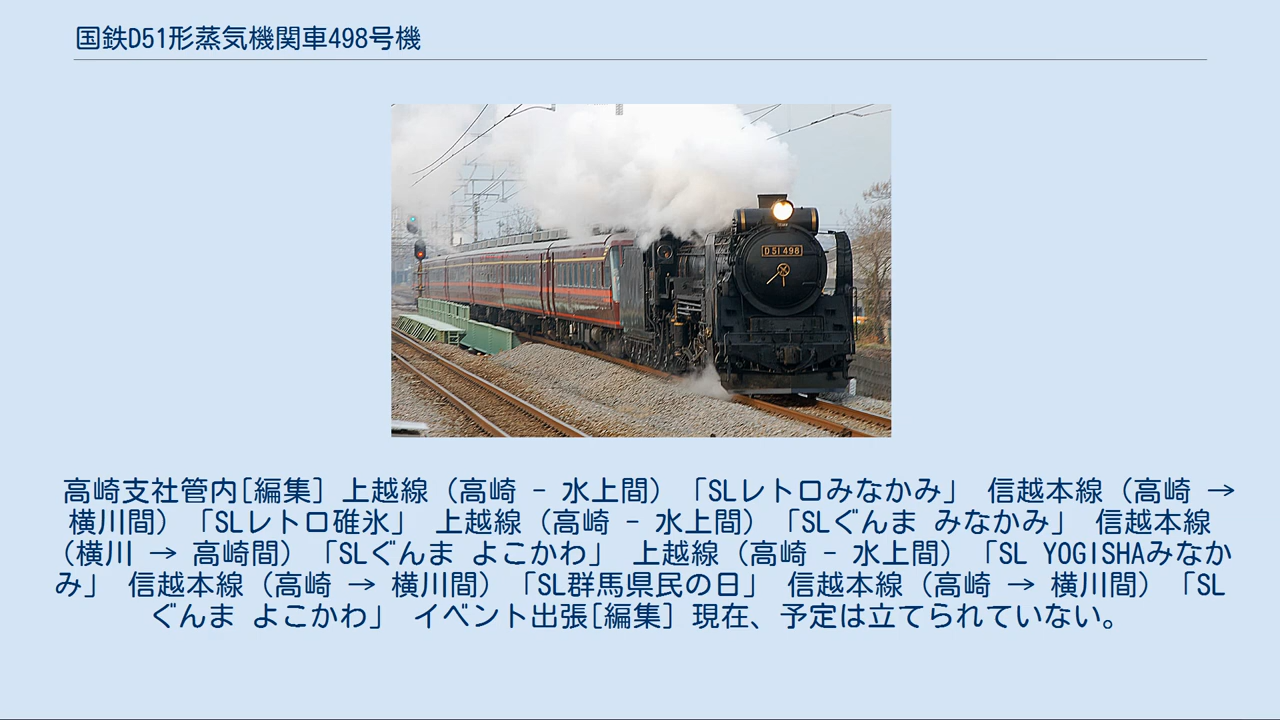 国鉄D51形蒸気機関車498号機
D51 498
高崎支社管内[編集] 上越線（高崎 - 水上間）「SLレトロみなかみ」 信越本線（高崎 →
横川間）「SLレトロ碓氷」 上越線（高崎 - 水上間）「SLぐんま みなかみ」 信越本線
（横川 → 高崎間）「SLぐんま よこかわ」 上越線（高崎 - 水上間）「SL YOGISHAみなか
み」 信越本線（高崎 → 横川間）「SL群馬県民の日」 信越本線（高崎 → 横川間）「SL
ぐんま よこかわ」 イベント出張[編集] 現在、予定は立てられていない。